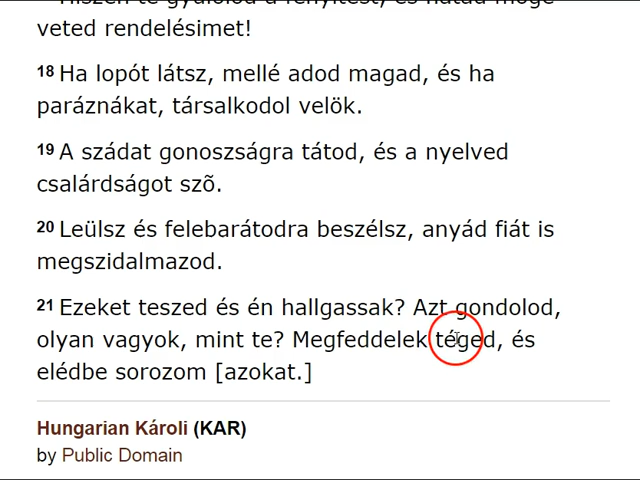 veted rendelésimet!
18 Ha lopót látsz, mellé adod magad, és ha
paráznákat, társalkodol velök.
19 A szádat gonoszságra tátod, és a nyelved
csalárdságot szõ.
20 Leülsz és felebarátodra beszélsz, anyád fiát is
megszidalmazod.
21 Ezeket teszed és én hallgassak? Azt gondolod,
olyan vagyok, mint te? Megfeddelek téged, és
elédbe sorozom [azokat.]
Hungarian Károli (KAR)
by Public Domain